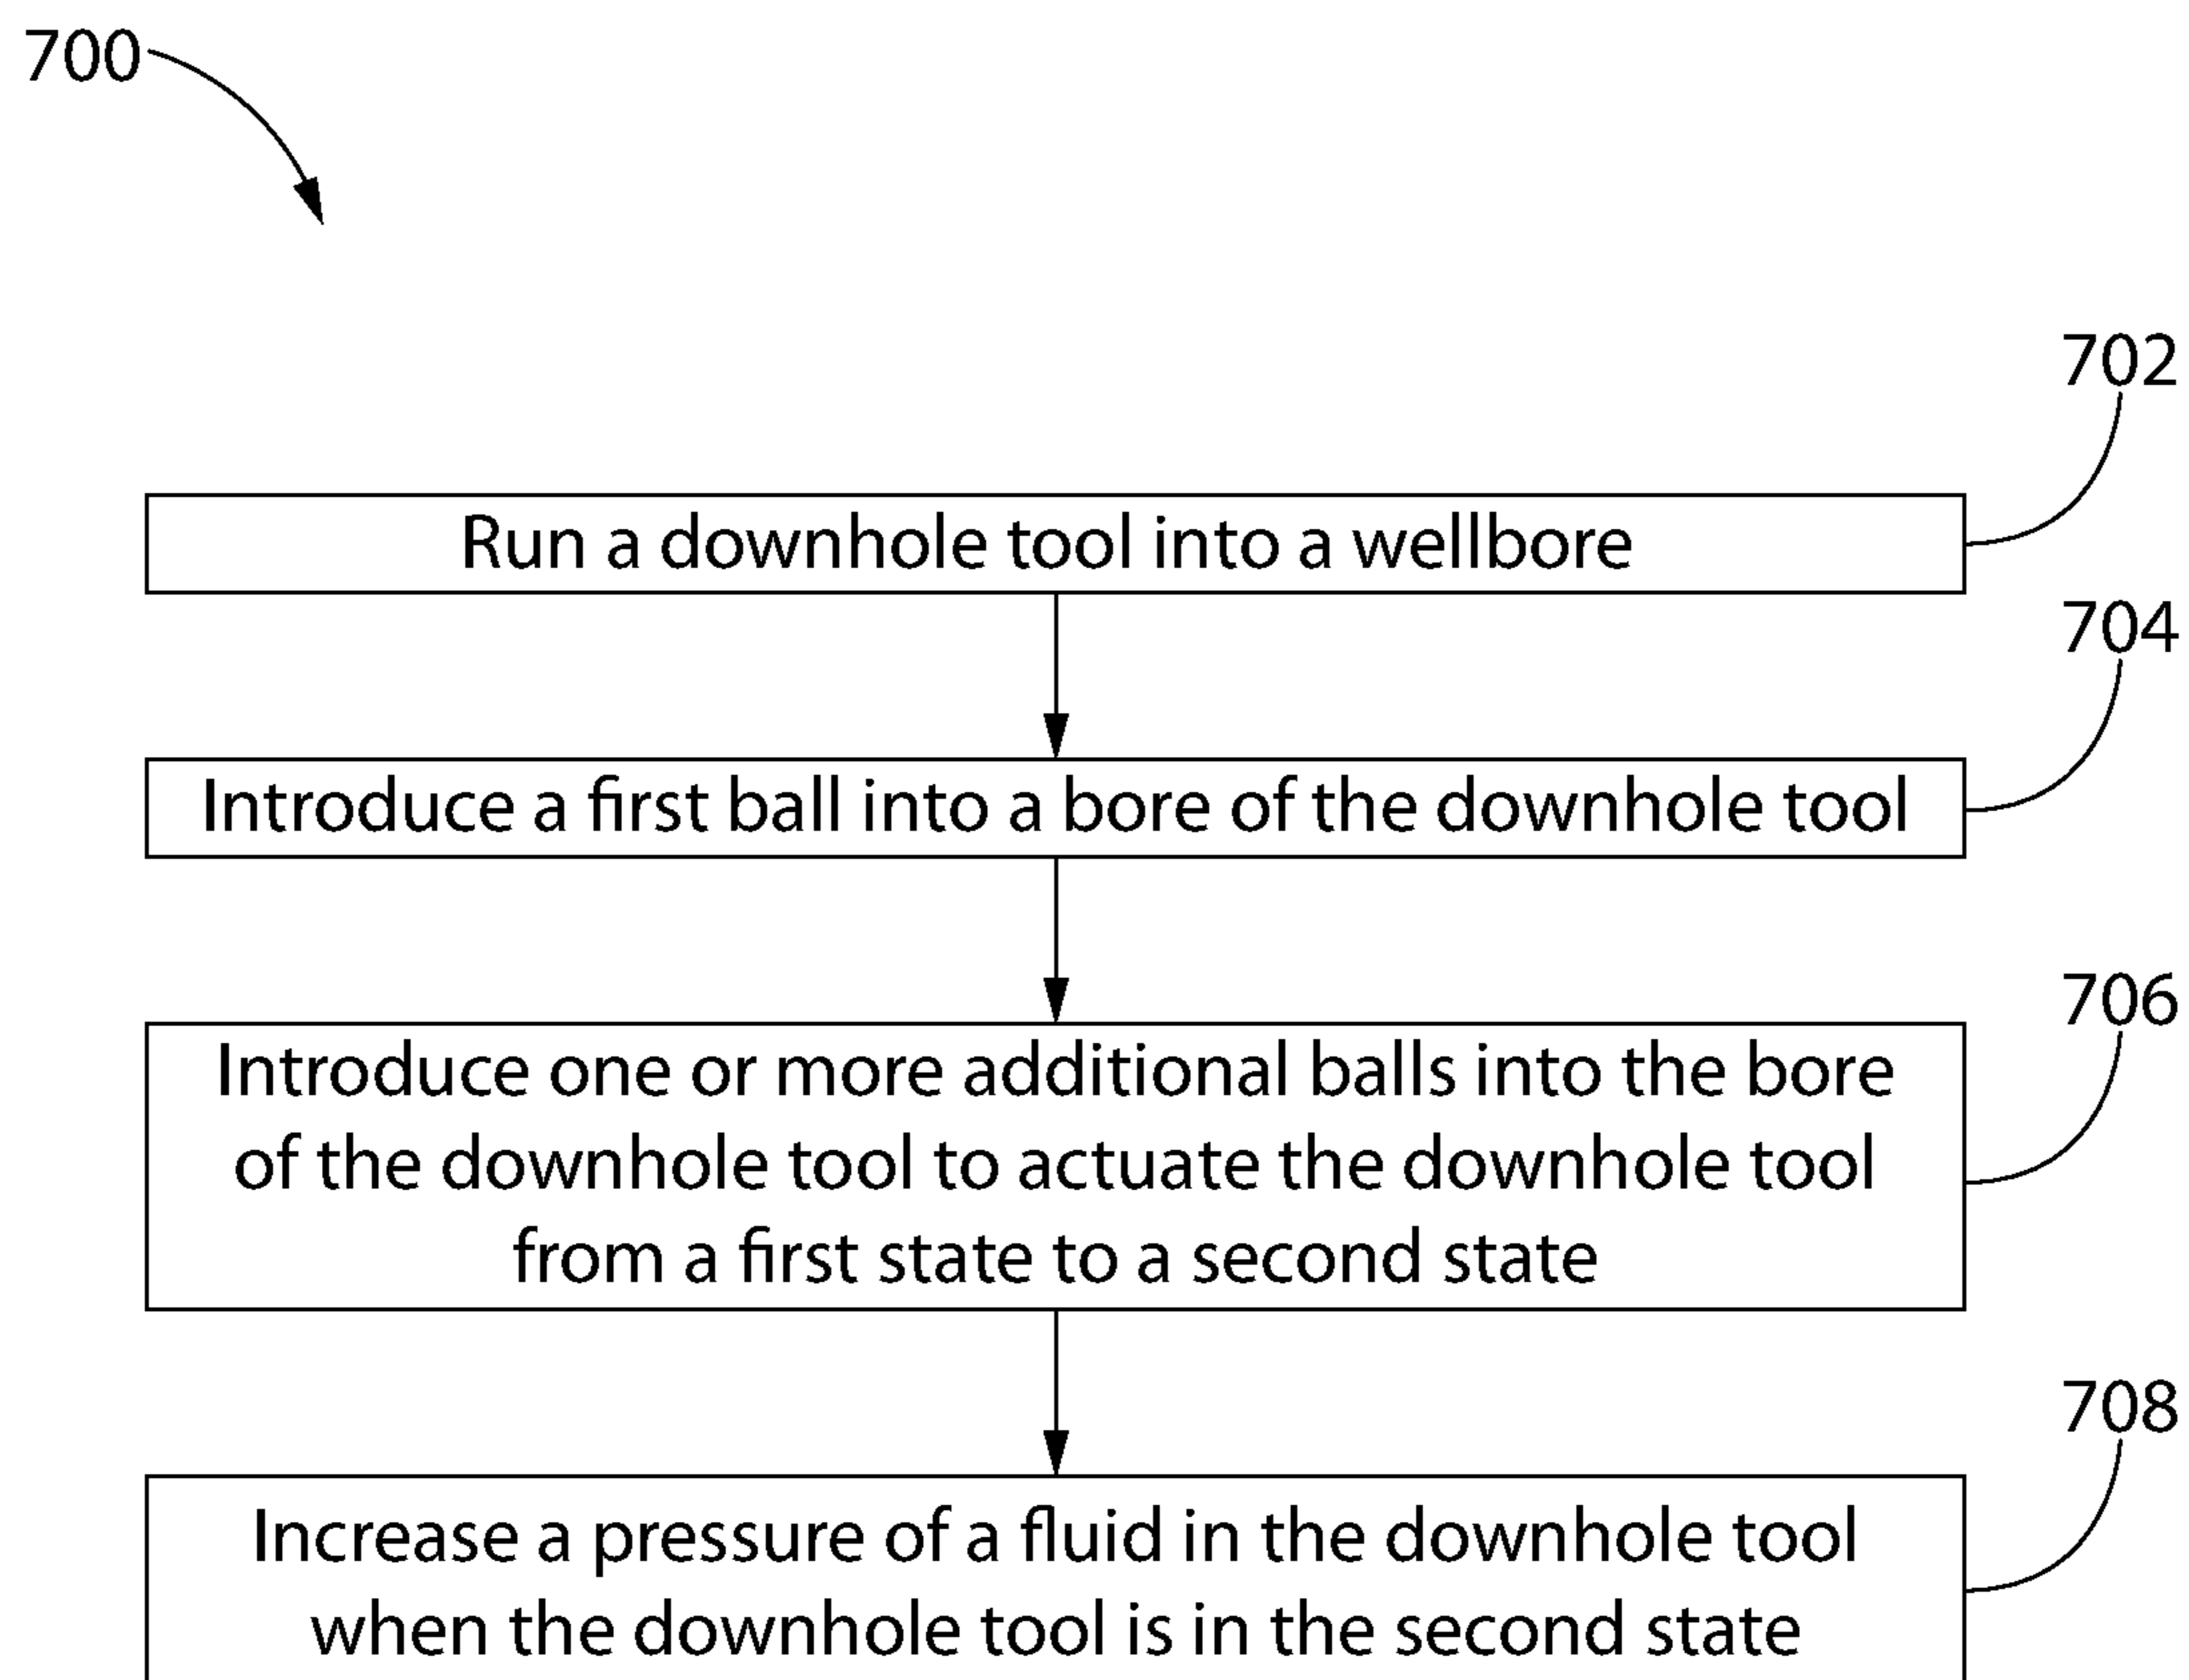 700
702
Run a downhole tool into a wellbore
704
Introduce a first ball into a bore of the downhole tool
706
Introduce one or more additional balls into the bore
of the downhole tool to actuate the downhole tool
from a first state to a second state
708
Increase a pressure of a fluid in the downhole tool
when the downhole tool is in the second state